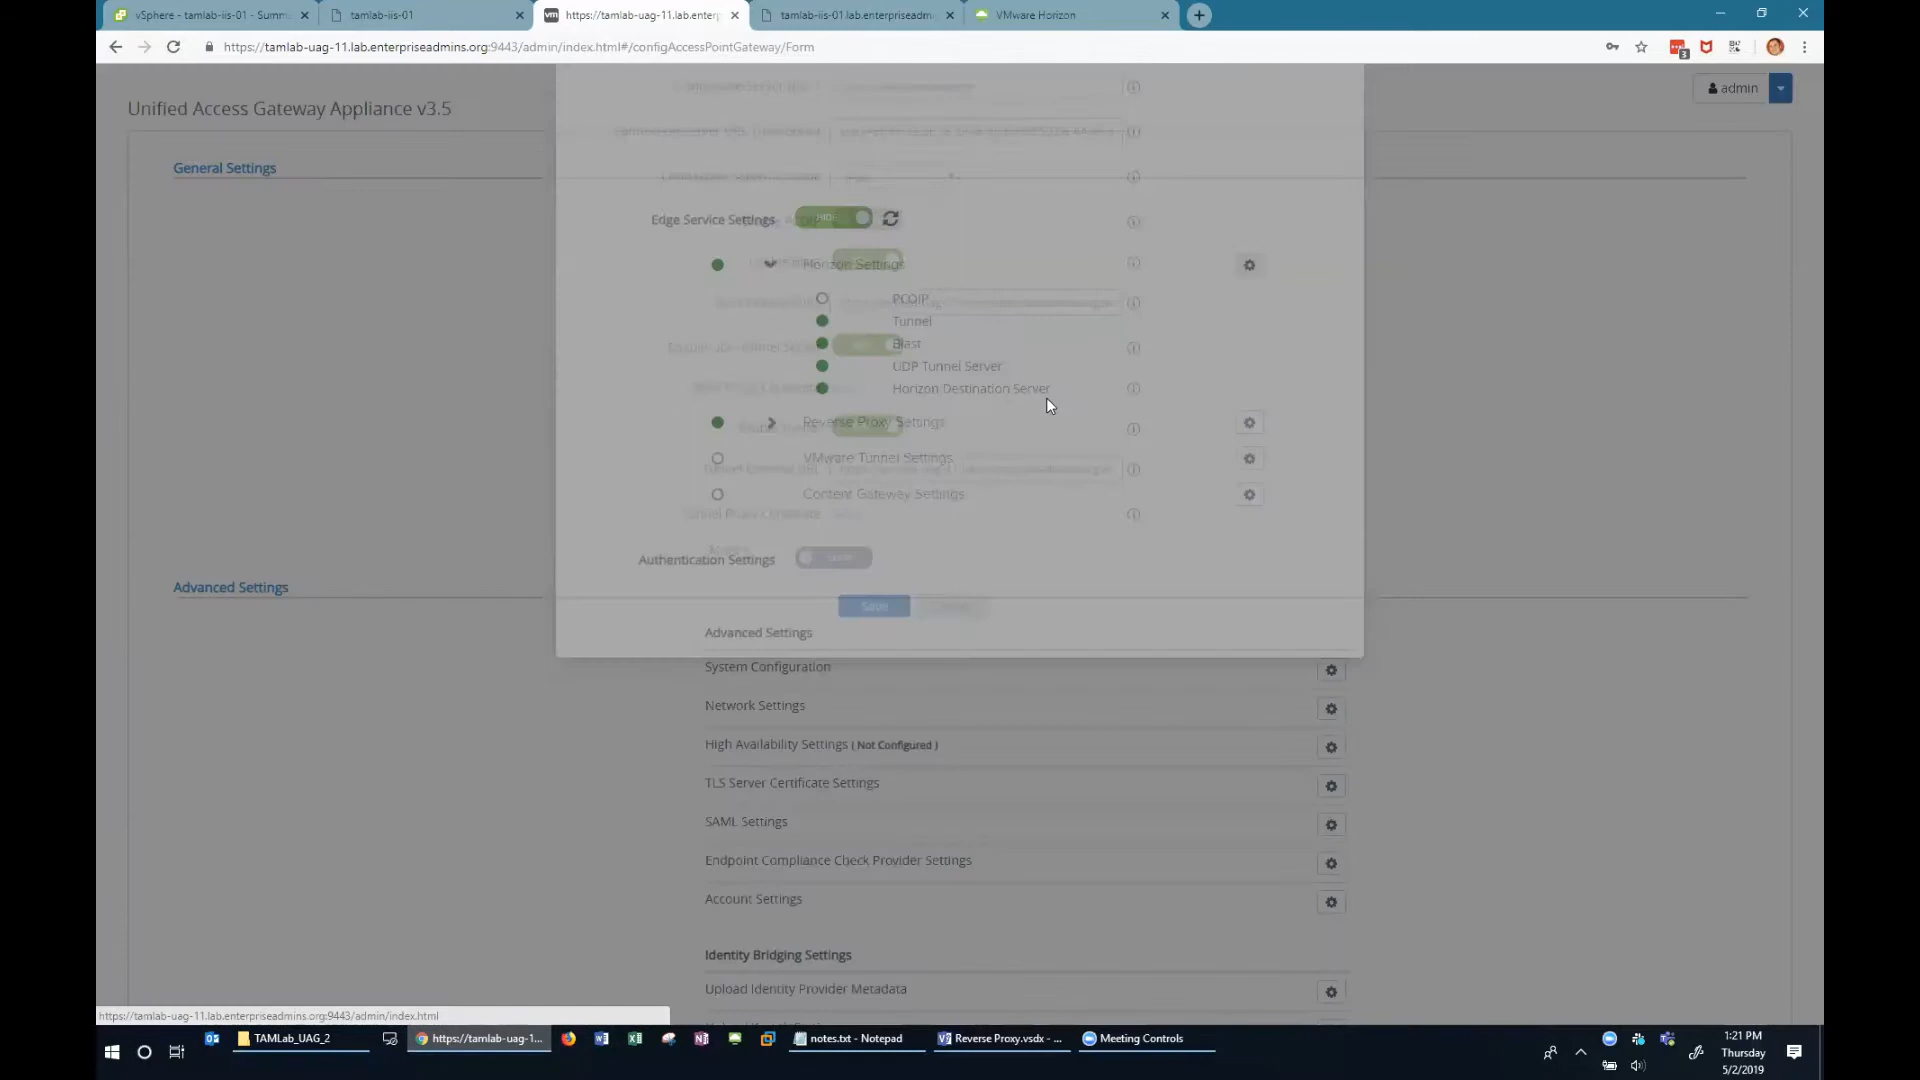 vSphere - tamlab-iis-01 - Summ
tamlab-iis-01
https://tamlab-uag-11.lab.enterp
tamlab-iis-01.lab.enterpriseadm
VMware Horizon
https://tamlab-uag-11.lab.enterpriseadmins.org:9443/admin/index.html#/configAccessPointGateway/Form
3
Unified Access Gateway Appliance v3.5
admin
General Settings
Edge Service Settings
Horizon Settings
PCOIP
Tunnel
Blast
UDP Tunnel Server
Horizon Destination Server
Reverse Proxy Settings
VMware Tunnel Settings
Content Gateway Settings
Authentication Settings
Save
Advanced Settings
Advanced Settings
System Configuration
Network Settings
High Availability Settings ( Not Configured )
TLS Server Certificate Settings
SAML Settings
Endpoint Compliance Check Provider Settings
Account Settings
Identity Bridging Settings
Upload Identity Provider Metadata
https://tamlab-uag-11.lab.enterpriseadmins.org:9443/admin/index.html
TAMLab_UAG_2
https://tamlab-uag-1...
notes.txt - Notepad
Reverse Proxy.vsdx - ...
Meeting Controls
1:21 PM
Thursday
5/2/2019